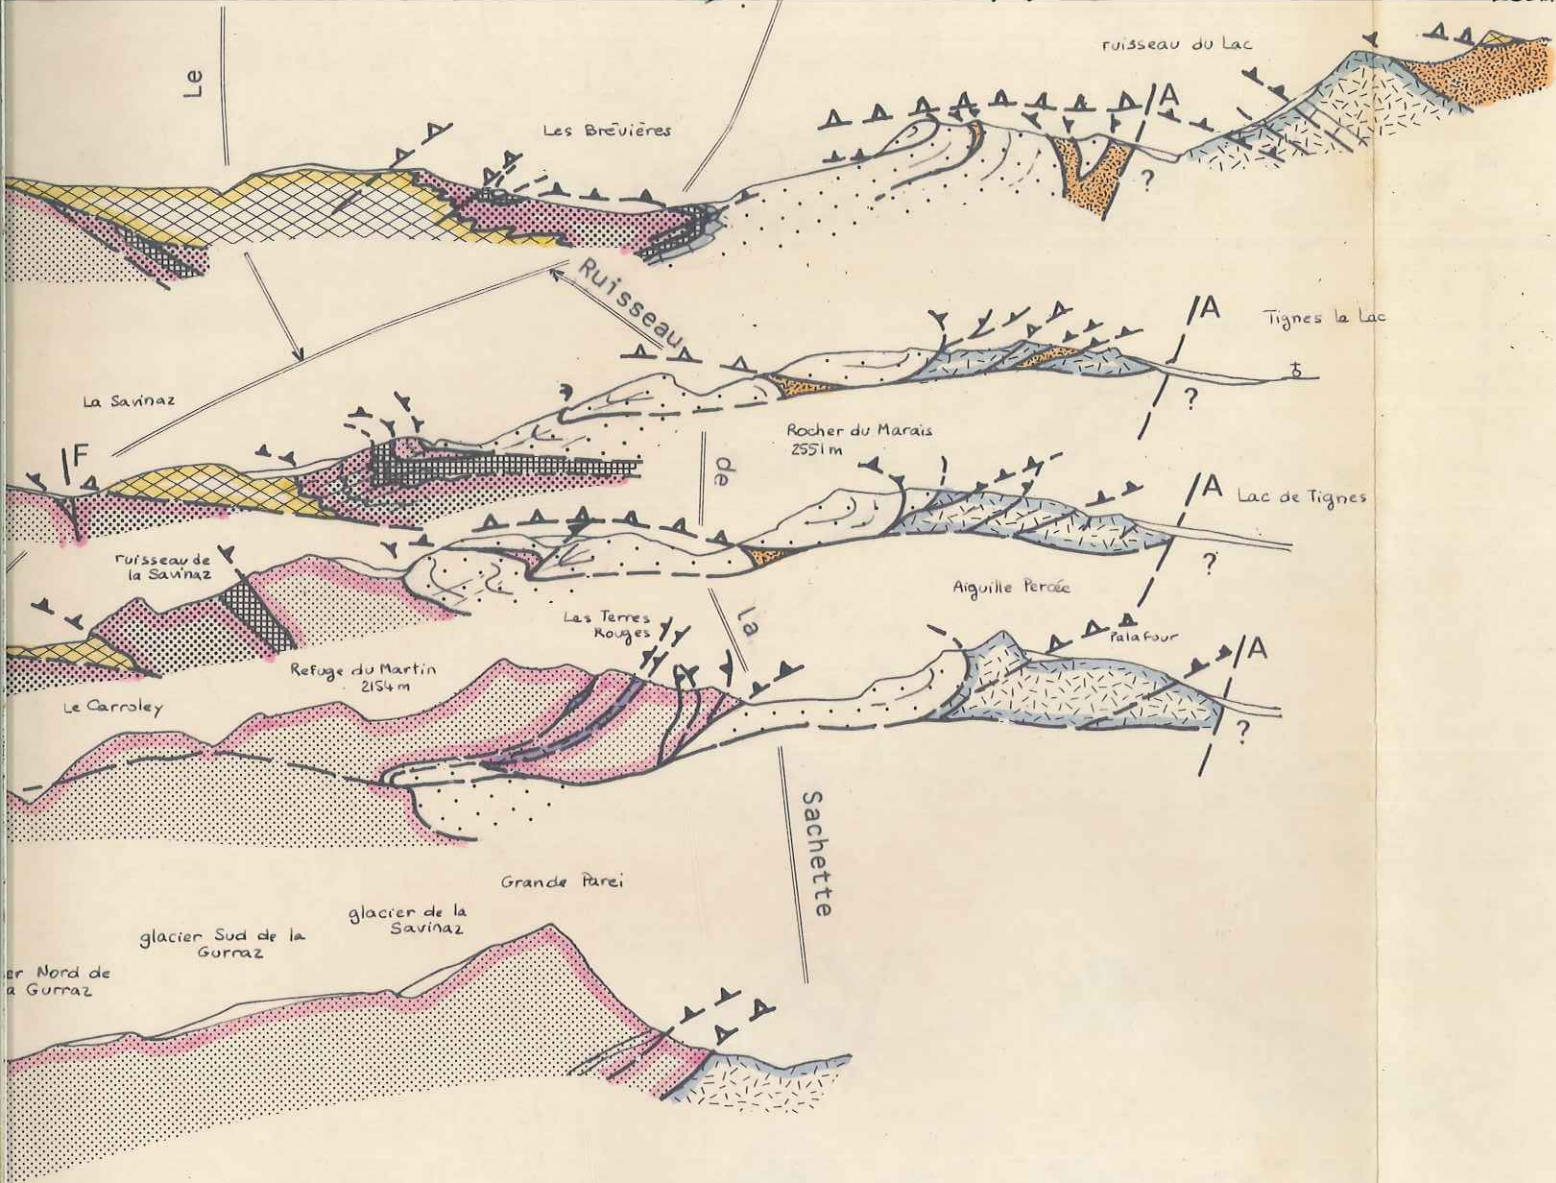 ruisseau du Lac
Le
Les Brévières
A
?
Ruisseau
A
Tignes le Lac
?
La Savinaz
F
Rocher du Marais
2551m
de
A
Lac de Tignes
?
ruisseau de
la Savinaz
Aiguille Percée
Les Terres
Rouges
la
Palafour
A
?
Refuge du Martin
2154m
Le Carroley
Sachette
Grande Parei
glacier de la
Savinaz
glacier Sud de la
Gurraz
er Nord de
a Gurraz